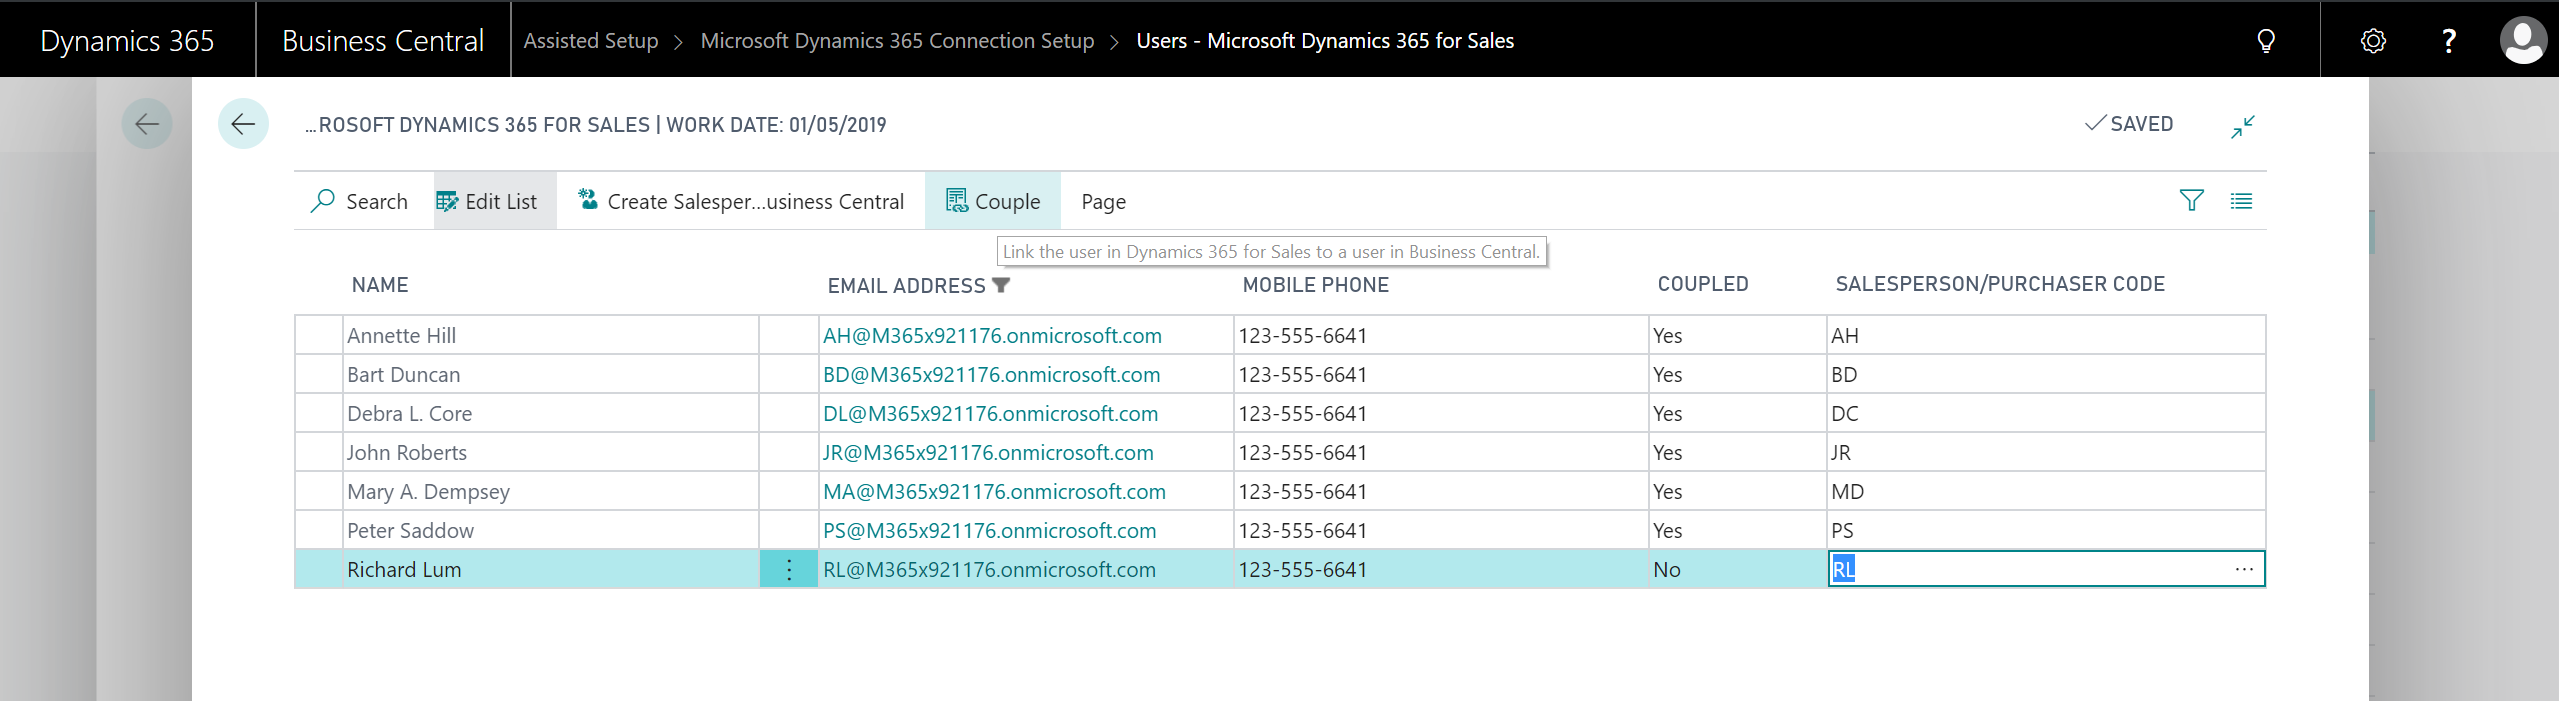 Dynamics 365 Business Central Assisted Setup > Microsoft Dynamics 365 Connection Setup > Users - Microsoft Dynamics 365 for Sales ?
...ROSOFT DYNAMICS 365 FOR SALES | WORK DATE: 01/05/2019 SAVED
Search Edit List Create Salesper...usiness Central Couple Page
Link the user in Dynamics 365 for Sales to a user in Business Central.
NAME EMAIL ADDRESS MOBILE PHONE COUPLED SALESPERSON/PURCHASER CODE
Annette Hill AH@M365x921176.onmicrosoft.com 123-555-6641 Yes AH
Bart Duncan BD@M365x921176.onmicrosoft.com 123-555-6641 Yes BD
Debra L. Core DL@M365x921176.onmicrosoft.com 123-555-6641 Yes DC
John Roberts JR@M365x921176.onmicrosoft.com 123-555-6641 Yes JR
Mary A. Dempsey MA@M365x921176.onmicrosoft.com 123-555-6641 Yes MD
Peter Saddow PS@M365x921176.onmicrosoft.com 123-555-6641 Yes PS
Richard Lum RL@M365x921176.onmicrosoft.com 123-555-6641 No RL ...